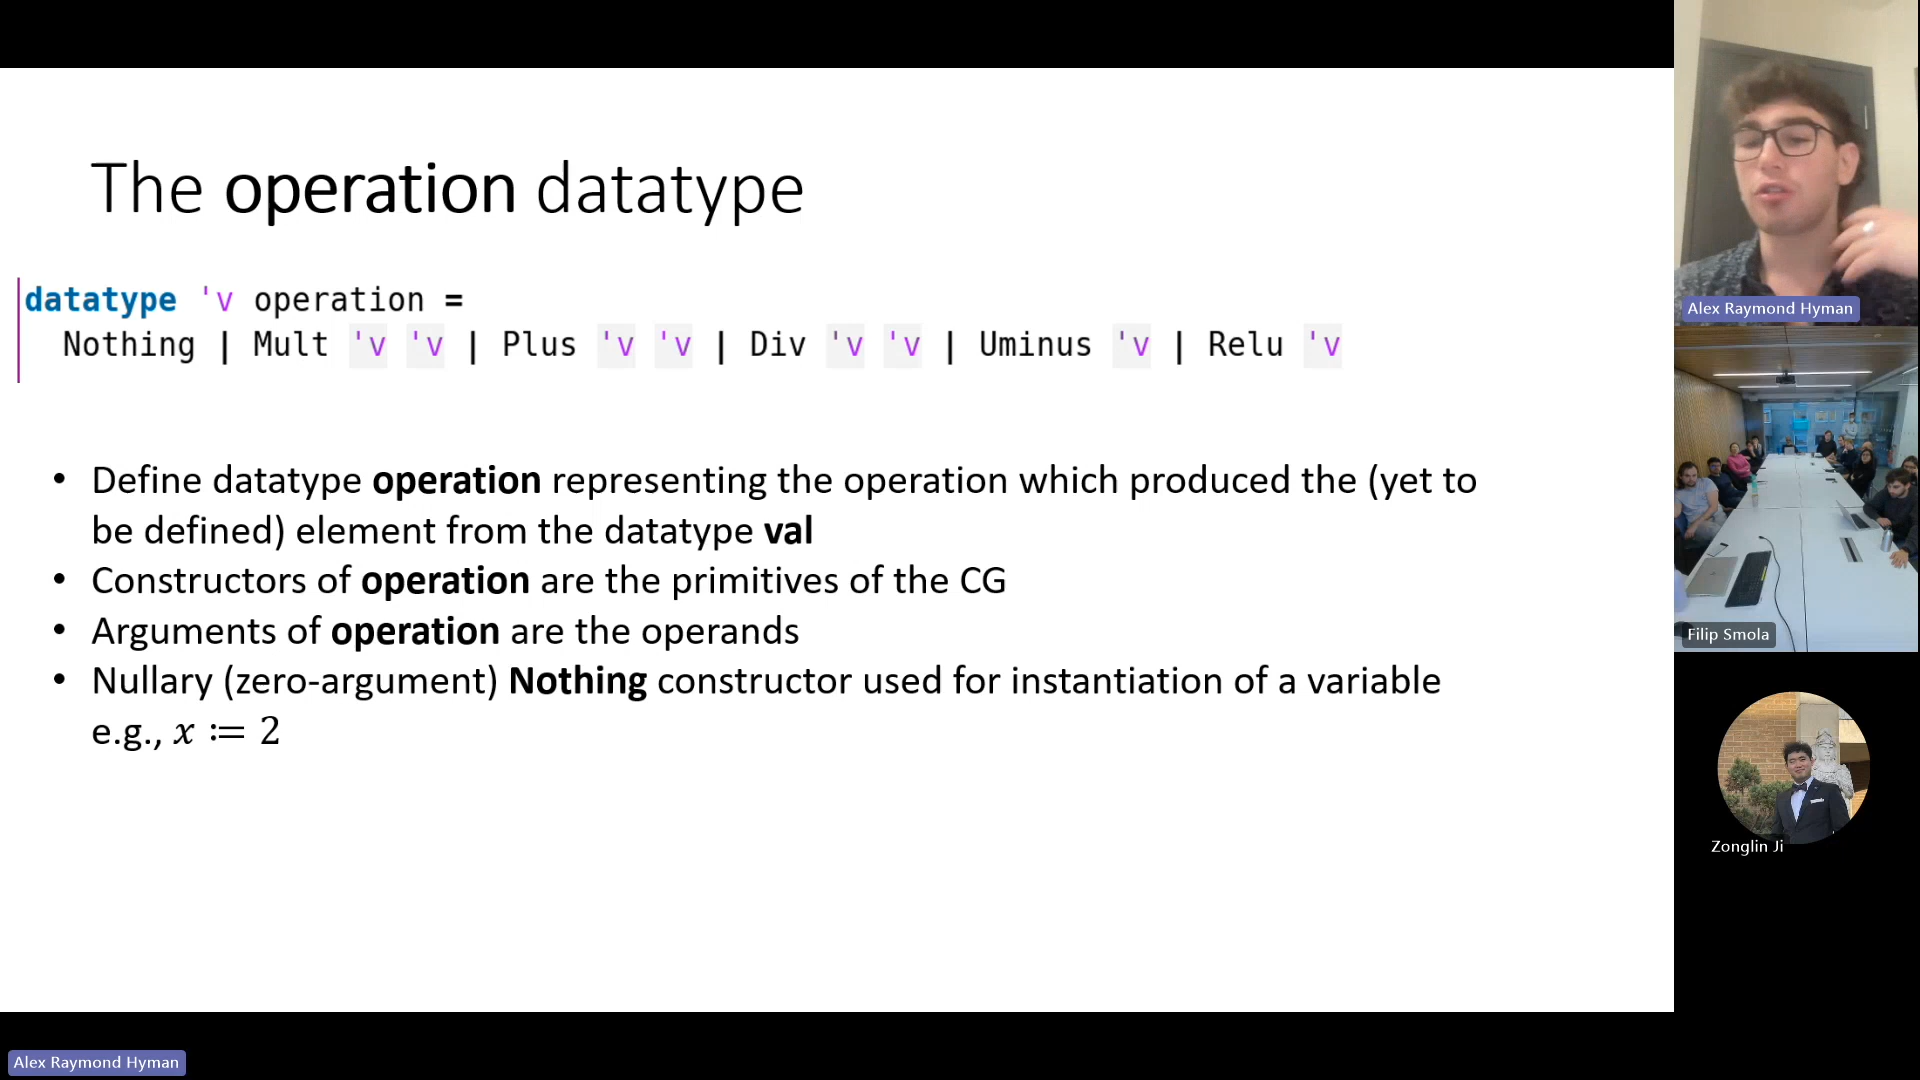 The operation datatype
datatype 'v operation =
Nothing | Mult 'v 'v | Plus 'v 'v | Div 'v 'v | Uminus 'v | Relu 'v
• Define datatype operation representing the operation which produced the (yet to
be defined) element from the datatype val
• Constructors of operation are the primitives of the CG
• Arguments of operation are the operands
• Nullary (zero-argument) Nothing constructor used for instantiation of a variable
e.g., x := 2
Alex Raymond Hyman
Filip Smola
Zonglin Ji
Alex Raymond Hyman